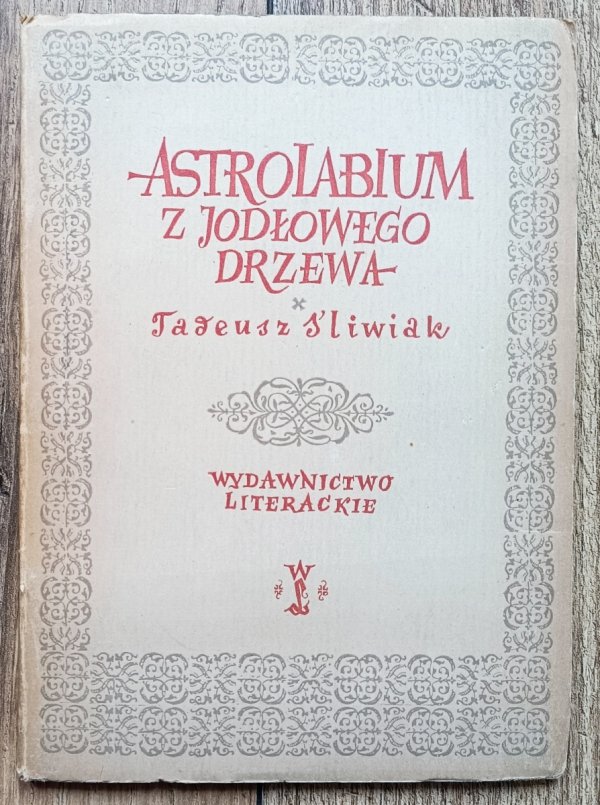 ASTROLABIUM
Z JODŁOWEGO
DRZEWA
Tadeusz Śliwiak
WYDAWNICTWO
LITERACKIE
WL